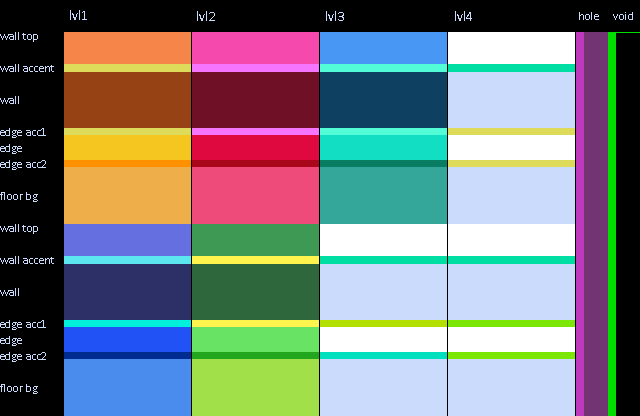 lvl1 lvl2 lvl3 lvl4 hole void
wall top
wall accent
wall
edge acc1
edge
edge acc2
floor bg
wall top
wall accent
wall
edge acc1
edge
edge acc2
floor bg